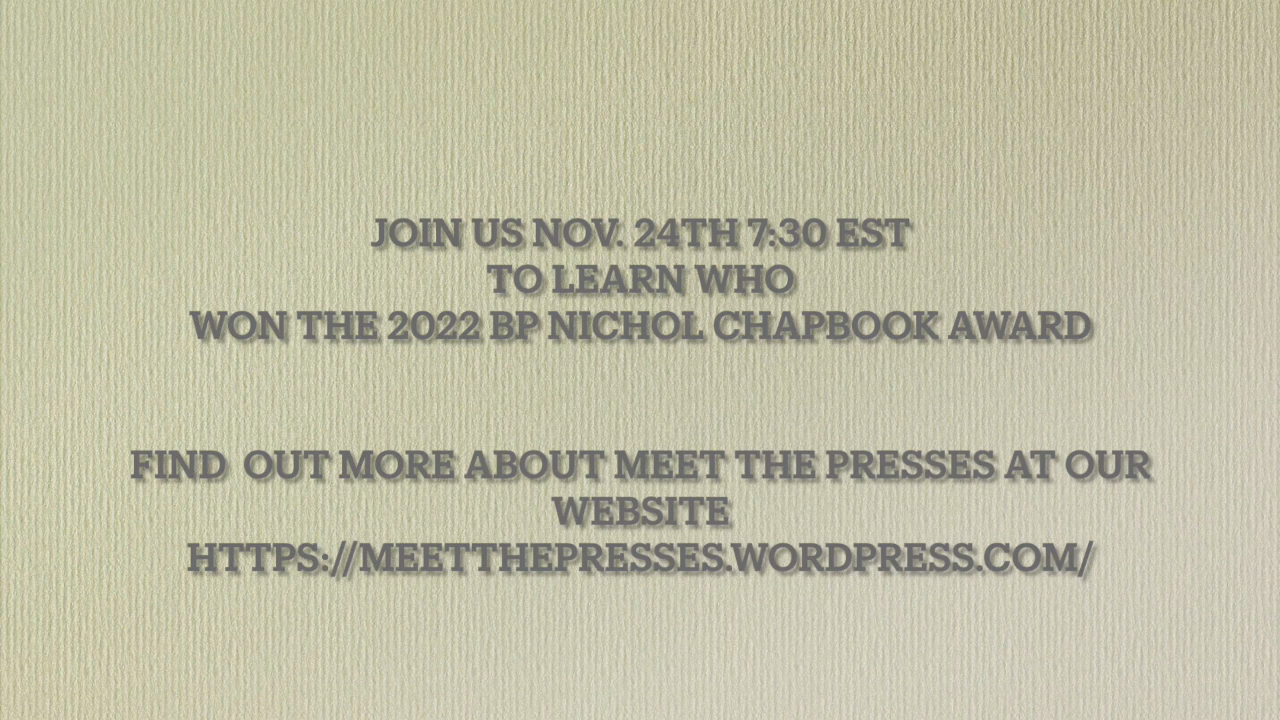 JOIN US NOV. 24TH 7:30 EST
TO LEARN WHO
WON THE 2022 BP NICHOL CHAPBOOK AWARD
FIND  OUT MORE ABOUT MEET THE PRESSES AT OUR
WEBSITE
HTTPS://MEETTHEPRESSES.WORDPRESS.COM/